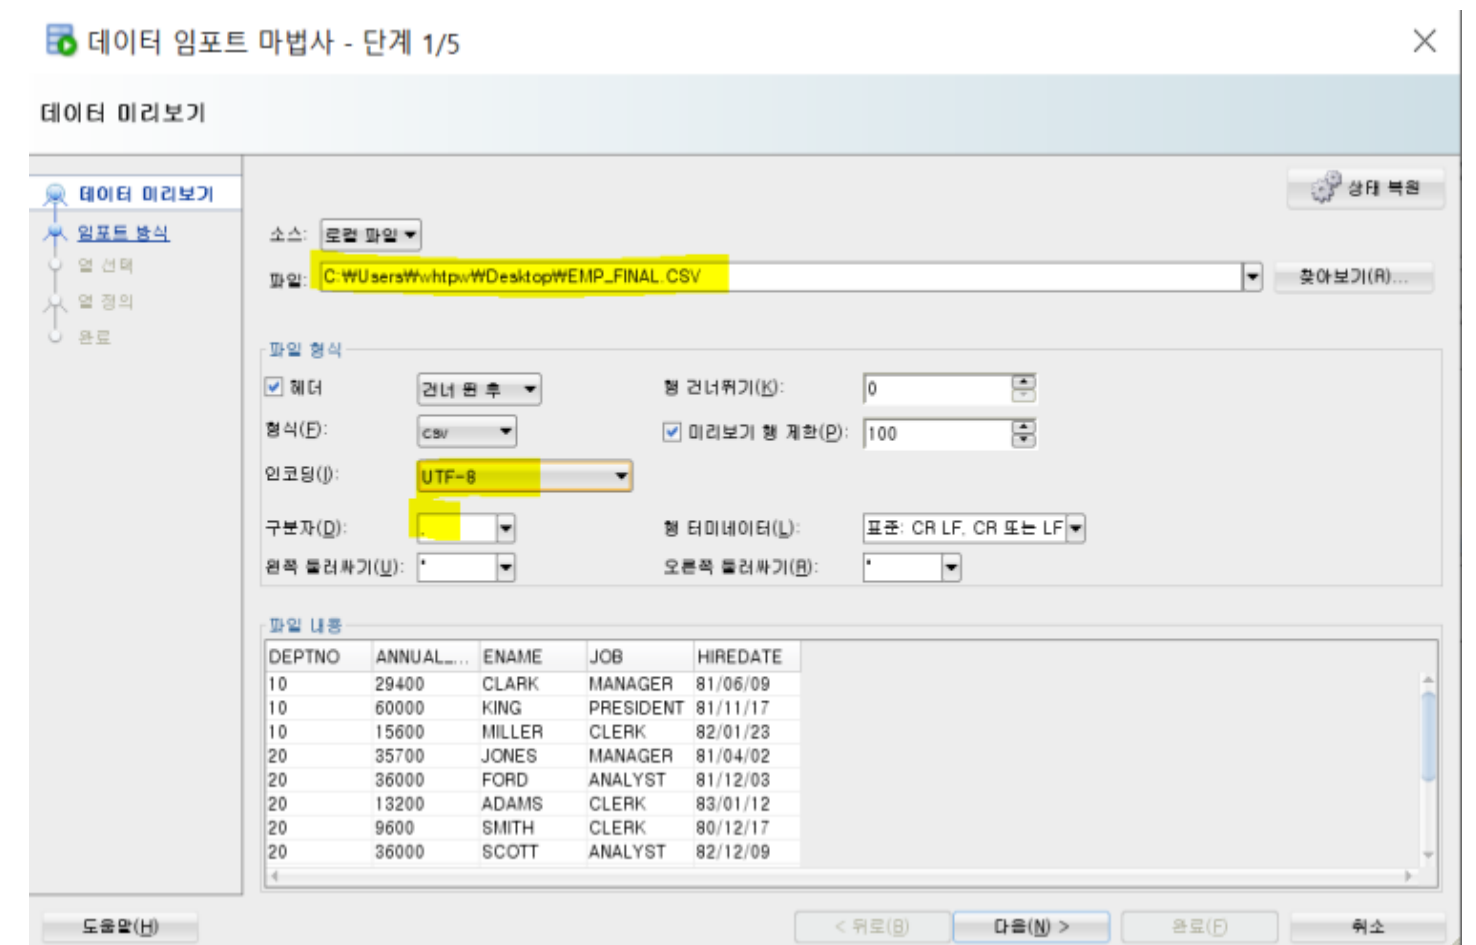 데이터 임포트 마법사 - 단계 1/5
데이터 미리보기
상태 복원
데이터 미리보기
임포트 방식
열 선택
열 정의
완료
소스: 로컬 파일
파일: C:₩Users₩whtpw₩Desktop₩EMP_FINAL.CSV 찾아보기(R)...
파일 형식
헤더 건너 뛴 후 행 건너뛰기(K): 0
형식(F): csv 미리보기 행 제한(P): 100
인코딩(I): UTF-8
구분자(D): , 행 터미네이터(L): 표준: CR LF, CR 또는 LF
왼쪽 둘러싸기(U): " 오른쪽 둘러싸기(R): "
파일 내용
DEPTNO ANNUAL_... ENAME JOB HIREDATE
10 29400 CLARK MANAGER 81/06/09
10 60000 KING PRESIDENT 81/11/17
10 15600 MILLER CLERK 82/01/23
20 35700 JONES MANAGER 81/04/02
20 36000 FORD ANALYST 81/12/03
20 13200 ADAMS CLERK 83/01/12
20 9600 SMITH CLERK 80/12/17
20 36000 SCOTT ANALYST 82/12/09
도움말(H) < 뒤로(B) 다음(N) > 완료(F) 취소